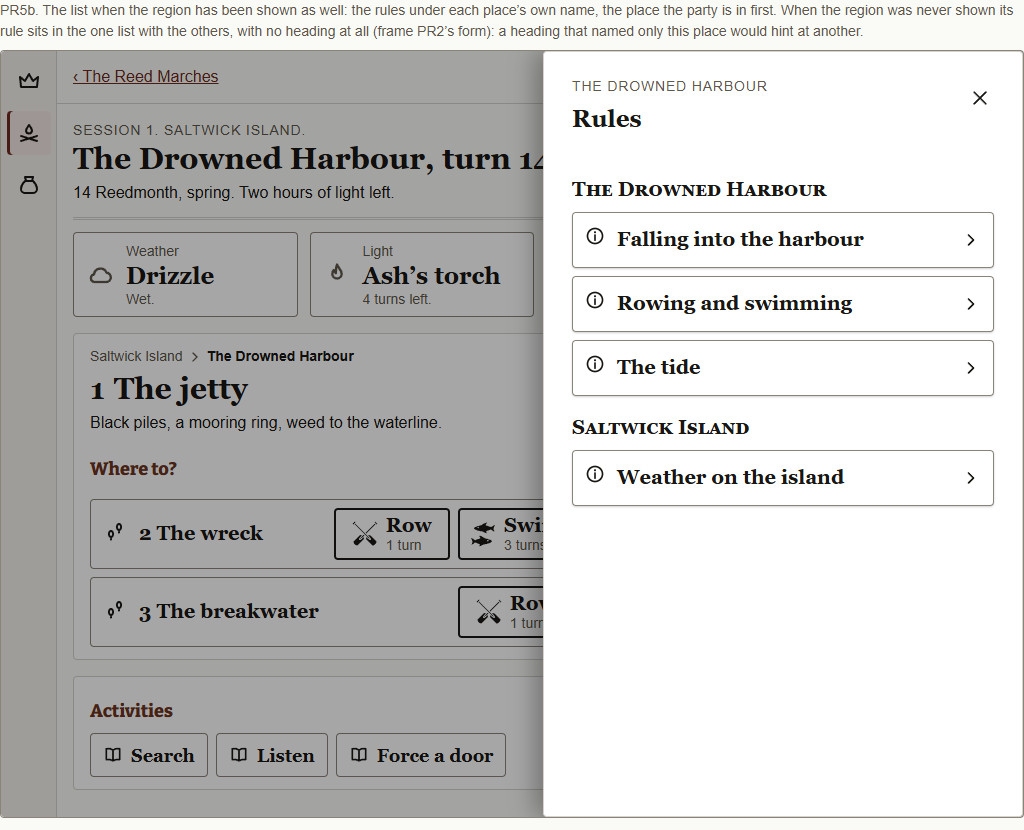 PR5b. The list when the region has been shown as well: the rules under each place’s own name, the place the party is in first. When the region was never shown its
rule sits in the one list with the others, with no heading at all (frame PR2’s form): a heading that named only this place would hint at another.
‹ The Reed Marches
SESSION 1. SALTWICK ISLAND.
The Drowned Harbour, turn 14
14 Reedmonth, spring. Two hours of light left.
Weather
Drizzle
Wet.
Light
Ash’s torch
4 turns left.
Saltwick Island > The Drowned Harbour
1 The jetty
Black piles, a mooring ring, weed to the waterline.
Where to?
2 The wreck
Row
1 turn
3 turns
3 The breakwater
1 turn
Activities
Search
Listen
Force a door
THE DROWNED HARBOUR
Rules
The Drowned Harbour
Falling into the harbour
Rowing and swimming
The tide
Saltwick Island
Weather on the island